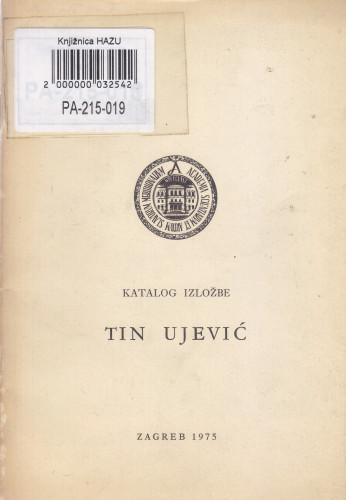 Knjižnica HAZU
2 000000 032542
PA-215-019
KATALOG IZLOŽBE
TIN UJEVIĆ
ZAGREB 1975